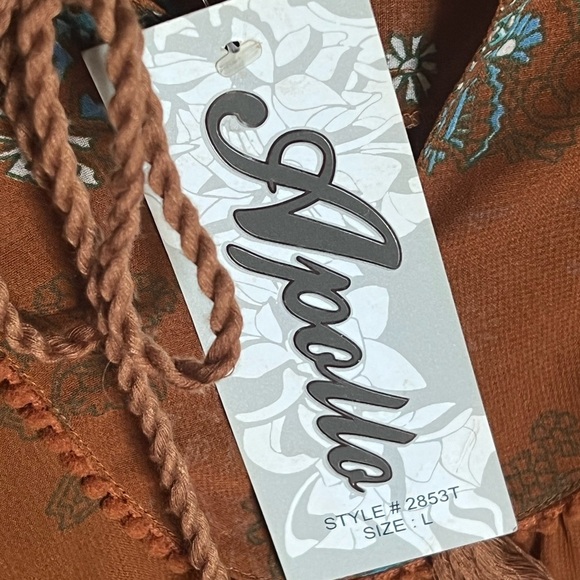 Apollo
STYLE # 2853T
SIZE : L